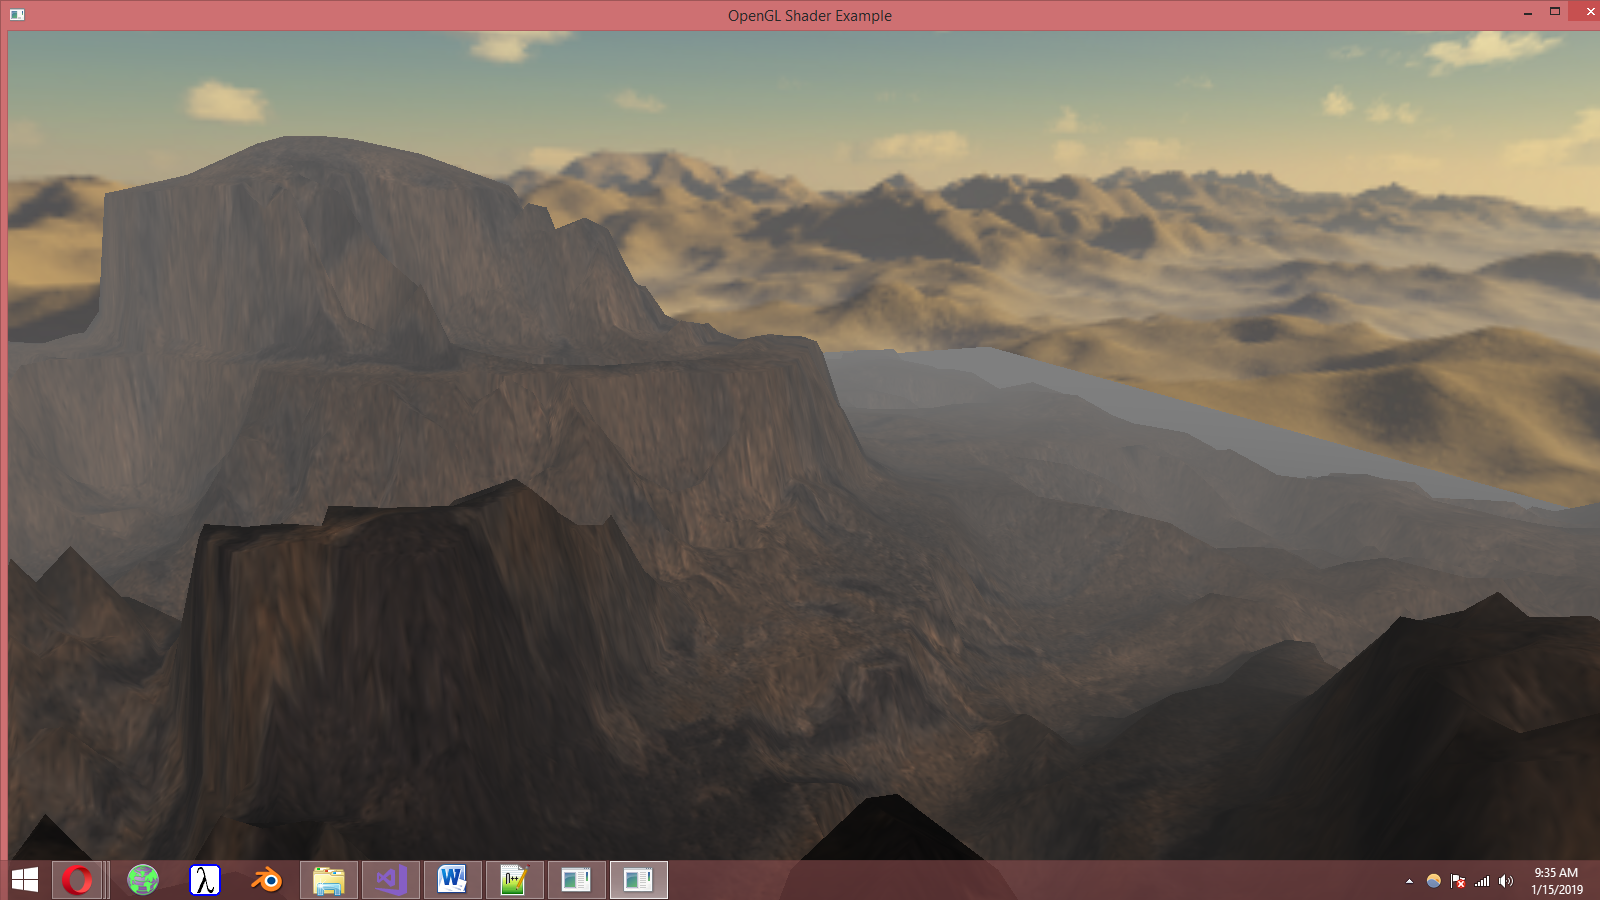 OpenGL Shader Example
W
λ
N++
9:35 AM
1/15/2019